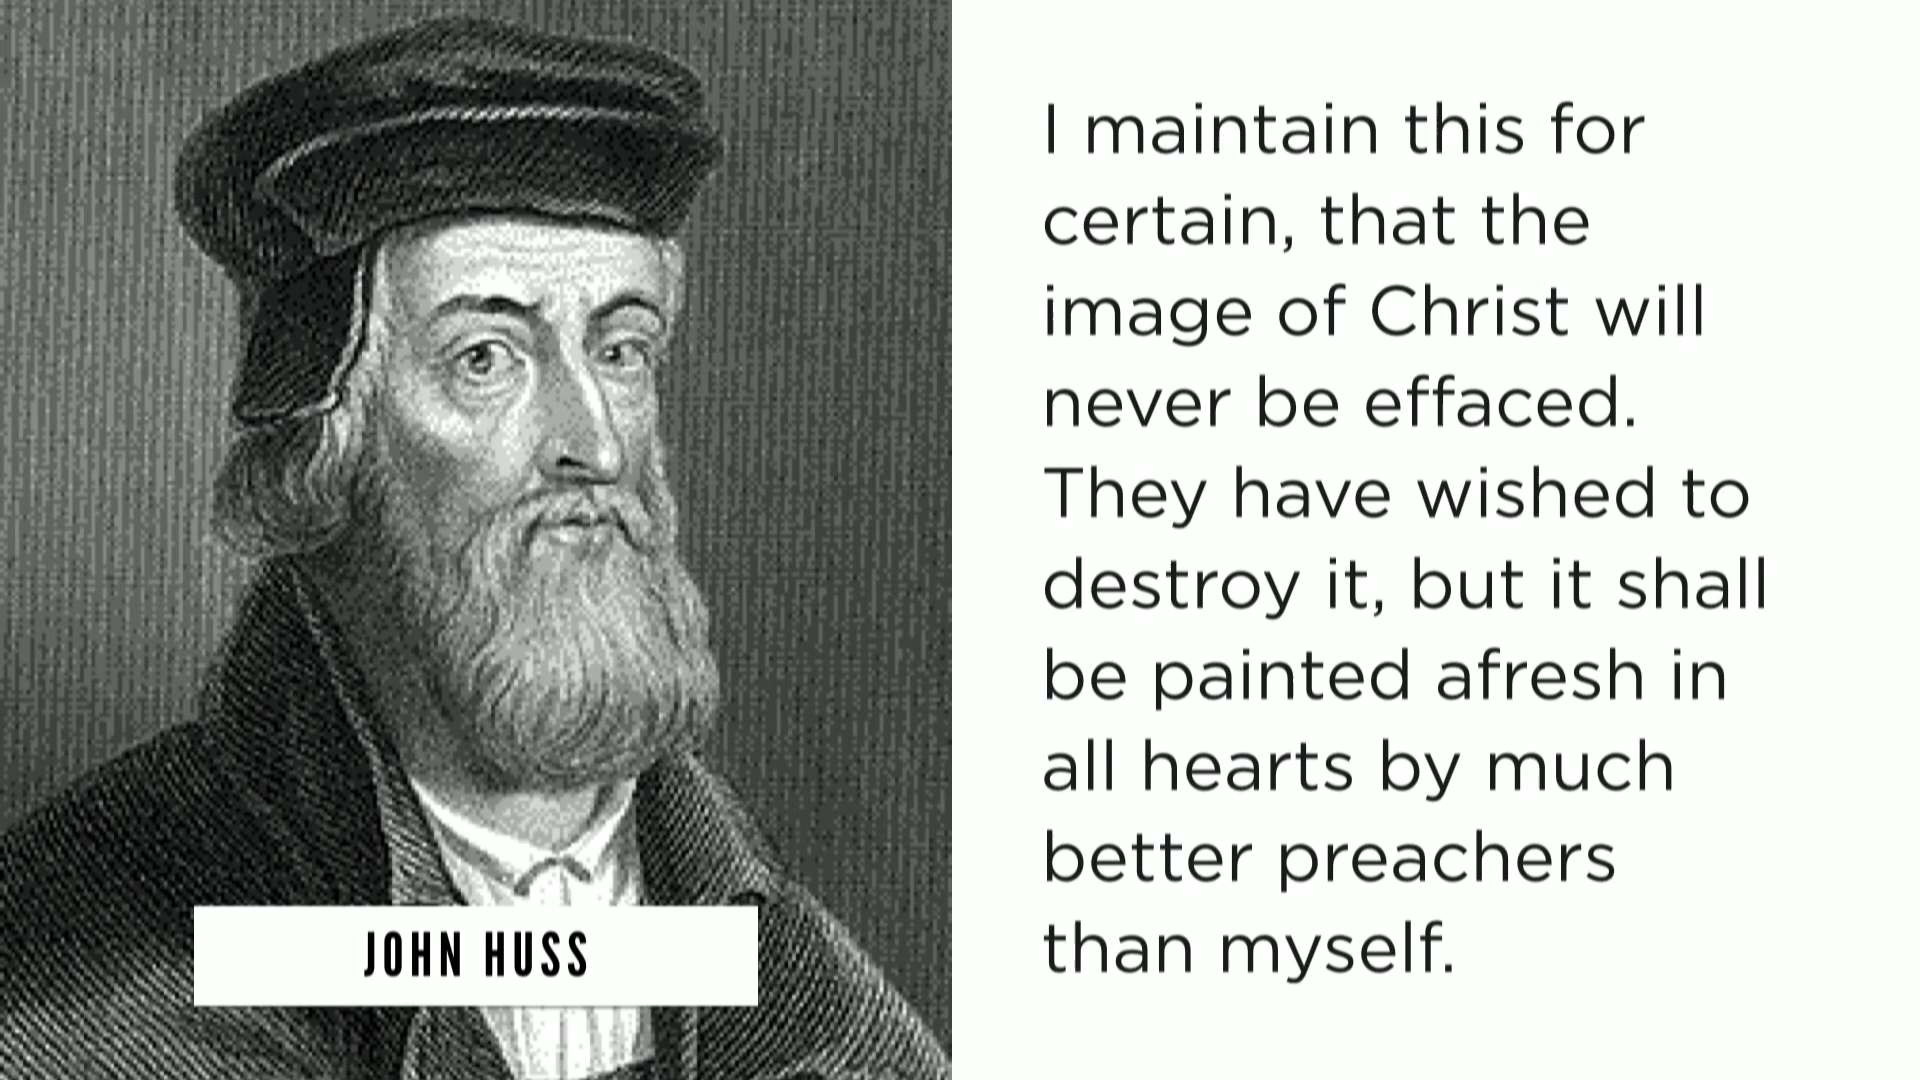 JOHN HUSS
I maintain this for
certain, that the
image of Christ will
never be effaced.
They have wished to
destroy it, but it shall
be painted afresh in
all hearts by much
better preachers
than myself.